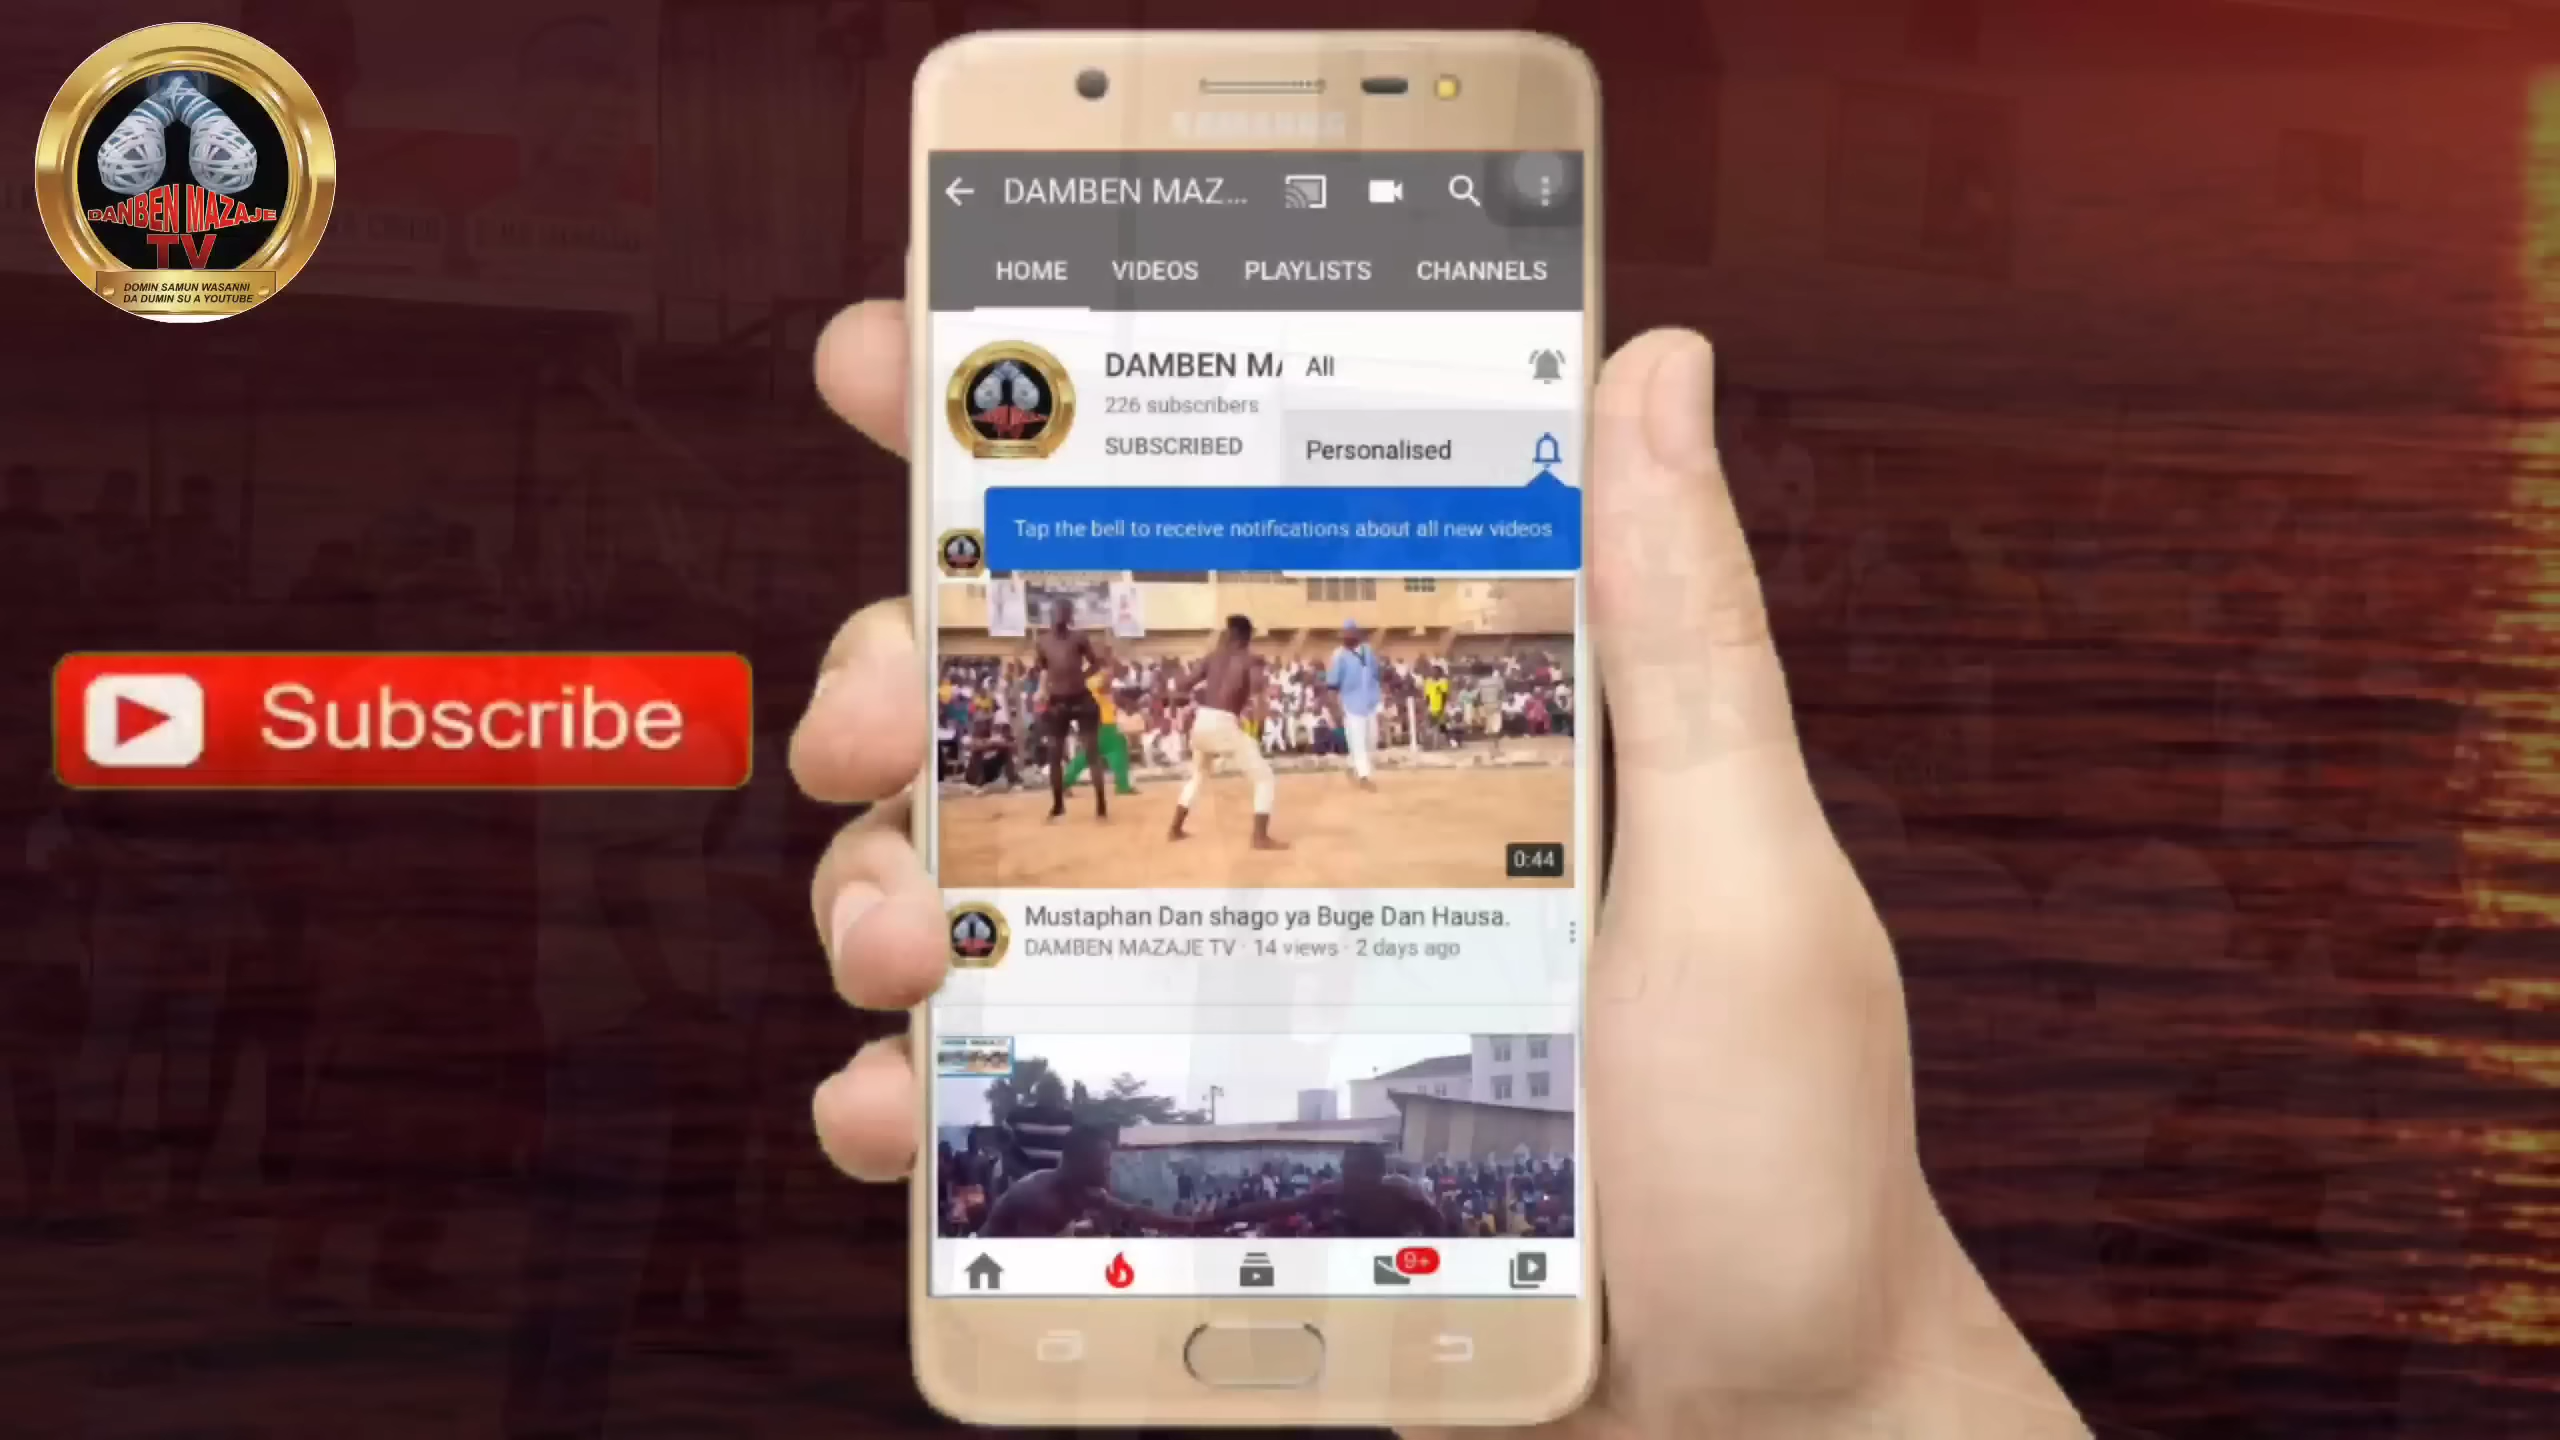 DANBEN MAZAJE
TV
DOMIN SAMUN WASANNI
DA DUMIN SU A YOUTUBE
Subscribe
SAMSUNG
DAMBEN MAZ...
HOME VIDEOS PLAYLISTS CHANNELS
DAMBEN MA All
226 subscribers
SUBSCRIBED
Personalised
Tap the bell to receive notifications about all new videos
0:44
Mustaphan Dan shago ya Buge Dan Hausa.
DAMBEN MAZAJE TV · 14 views · 2 days ago
9+